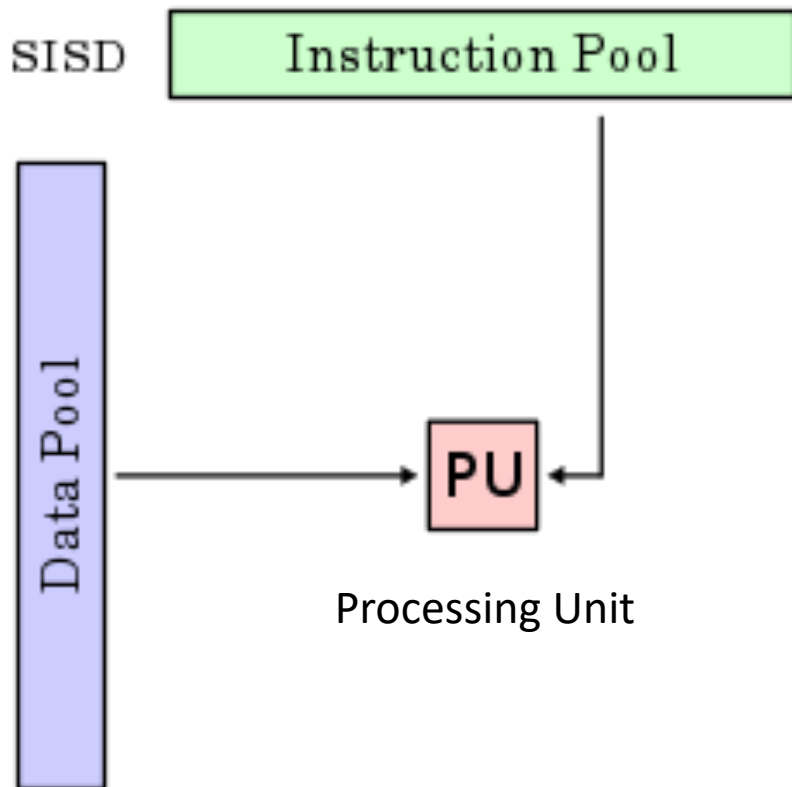 SISD
Instruction Pool
Data Pool
PU
Processing Unit